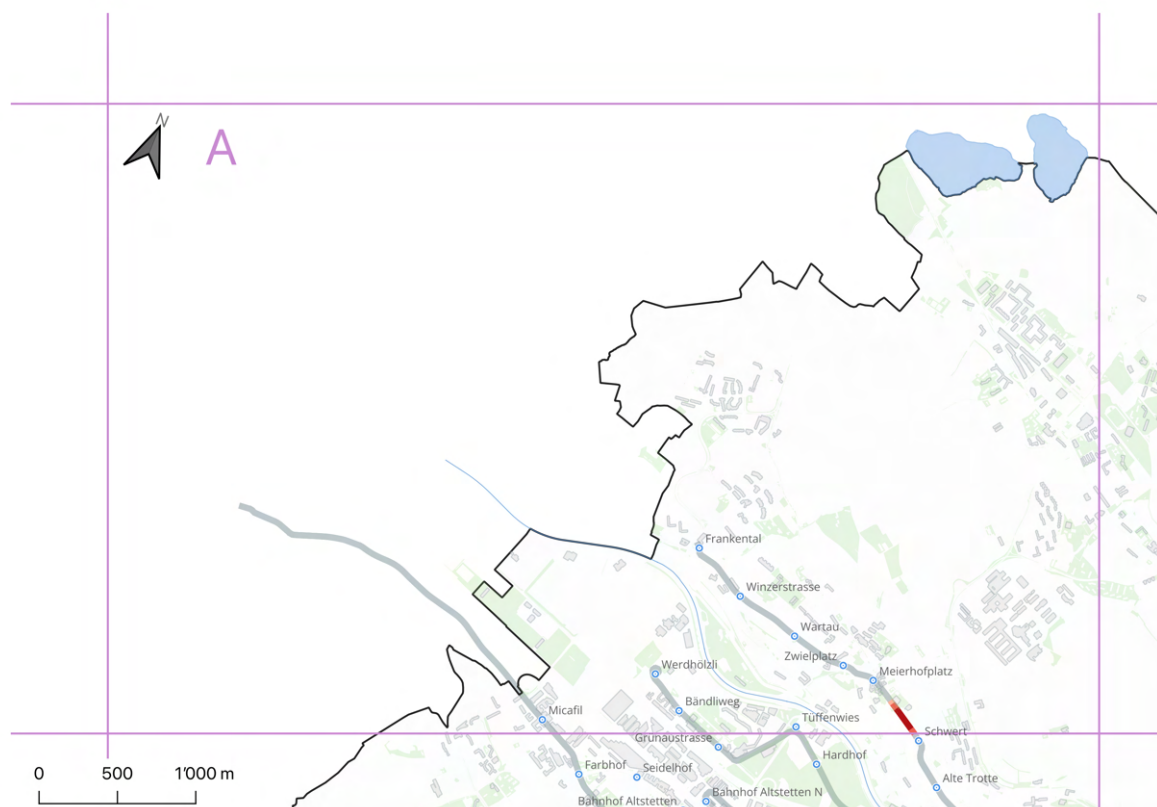 N
A
Frankental
Winzerstrasse
Wartau
Zwielplatz
Meierhofplatz
Werdhölzli
Bändliweg
Micafil
Tüffenwies
Grünaustrasse
Schwert
Hardhof
Farbhof
Seidelhof
Alte Trotte
Bahnhof Altstetten N
Bahnhof Altstetten
0 500 1'000 m